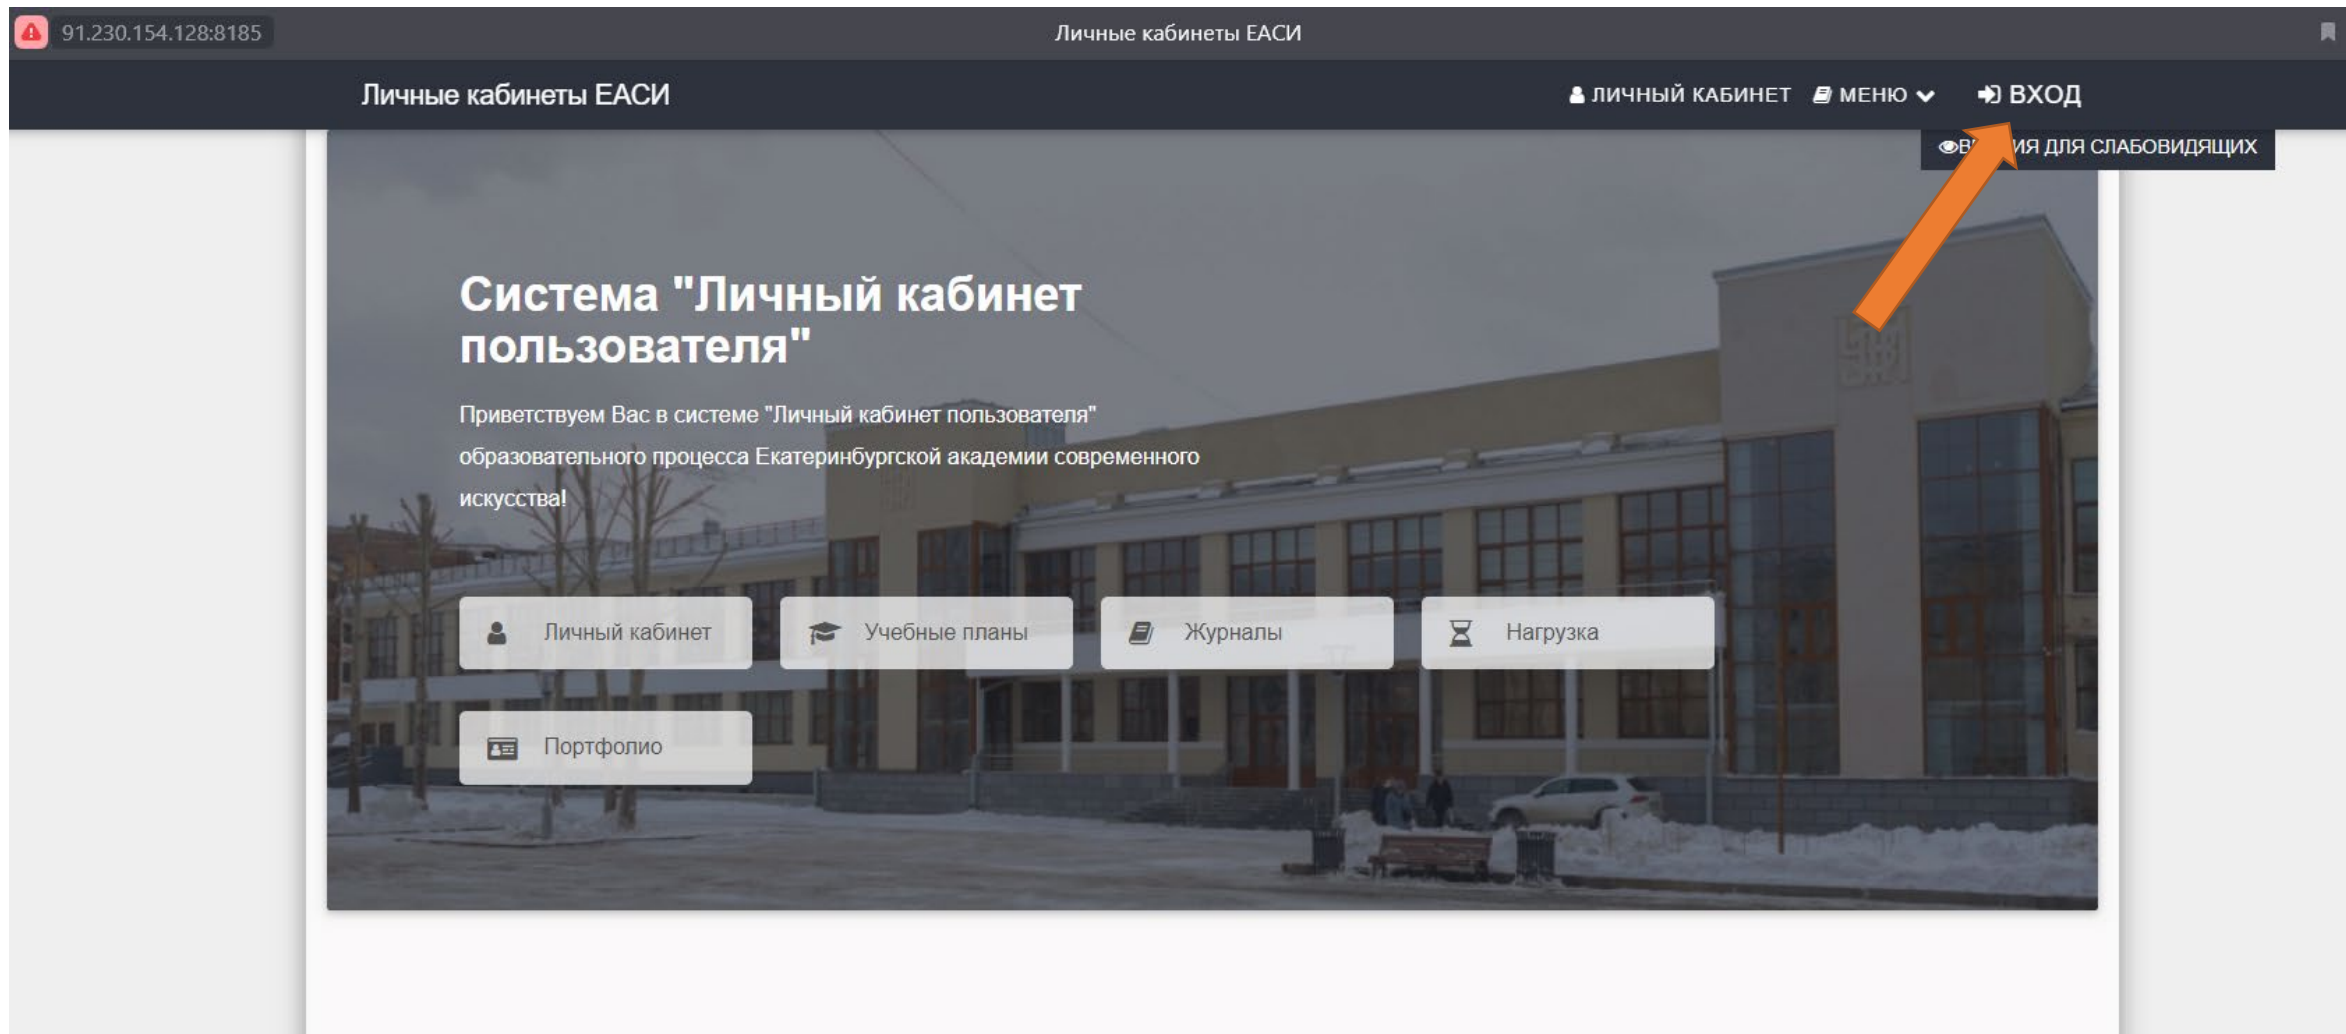 91.230.154.128:8185
Личные кабинеты ЕАСИ
Личные кабинеты ЕАСИ
ЛИЧНЫЙ КАБИНЕТ
МЕНЮ
ВХОД
ДЛЯ СЛАБОВИДЯЩИХ
Система "Личный кабинет
пользователя"
Приветствуем Вас в системе "Личный кабинет пользователя"
образовательного процесса Екатеринбургской академии современного
искусства!
Личный кабинет
Учебные планы
Журналы
Нагрузка
Портфолио